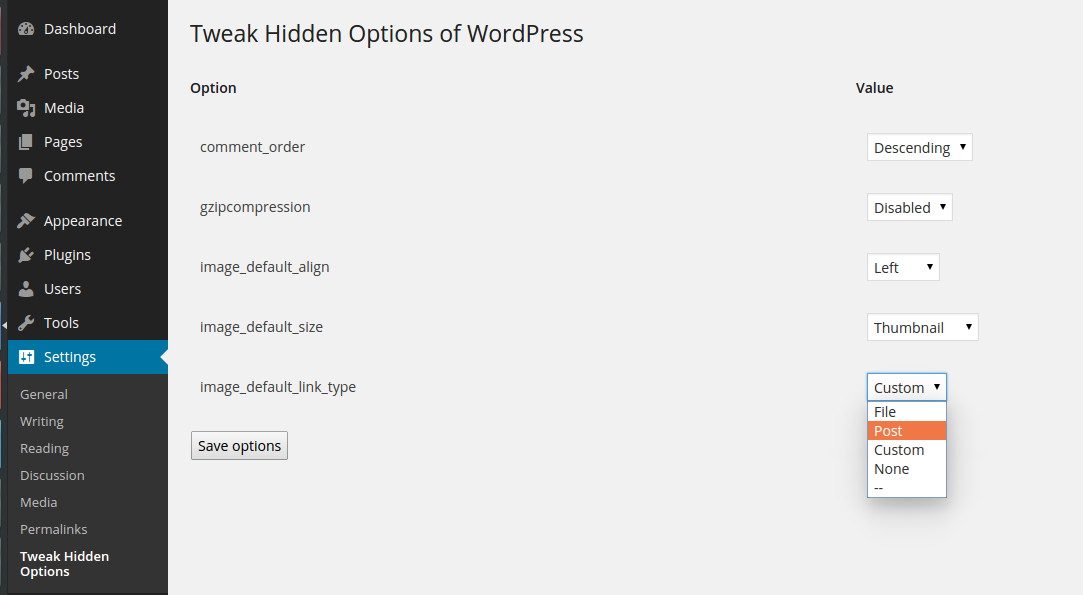 Dashboard
Posts
Media
Pages
Comments
Appearance
Plugins
Users
Tools
Settings
General
Writing
Reading
Discussion
Media
Permalinks
Tweak Hidden
Options
Tweak Hidden Options of WordPress
Option Value
comment_order Descending
gzipcompression Disabled
image_default_align Left
image_default_size Thumbnail
image_default_link_type Custom
File
Post
Custom
None
--
Save options